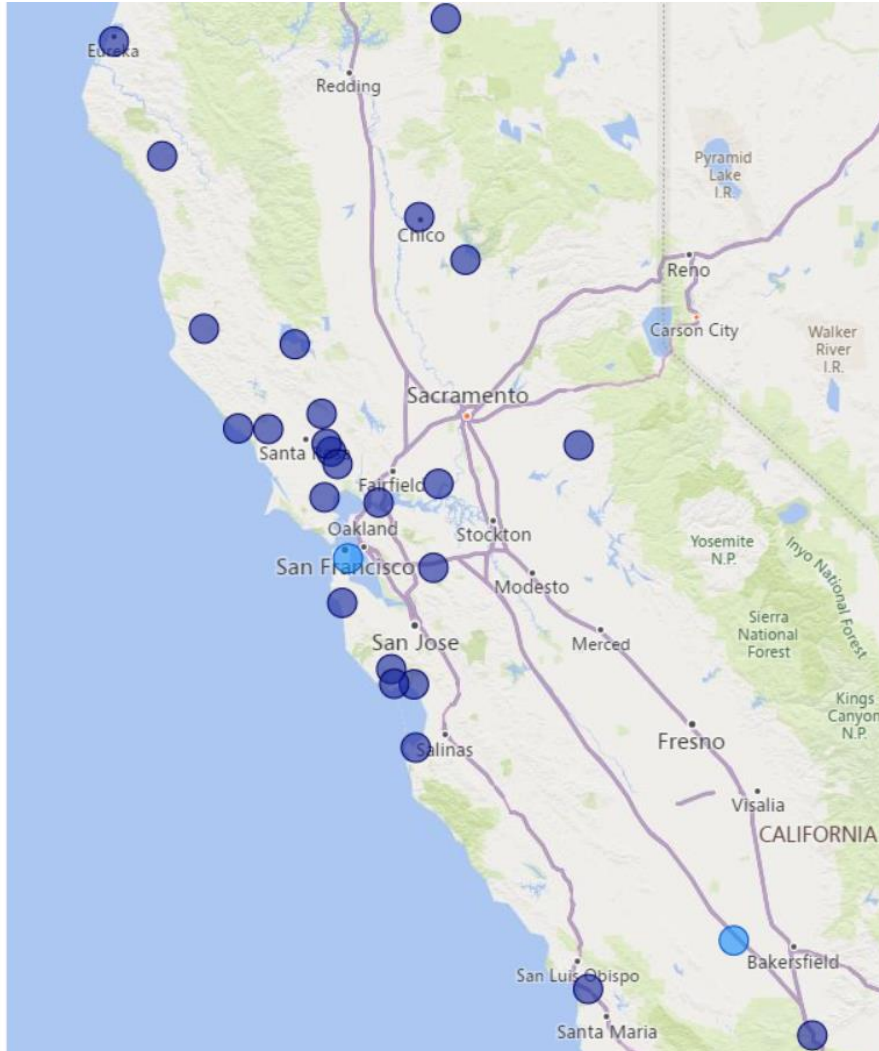 Eureka
Redding
Pyramid
Lake
I.R.
Chico
Reno
Carson City
Walker
River
I.R.
Sacramento
Santa Rosa
Fairfield
Oakland
Stockton
San Francisco
Modesto
Yosemite
N.P.
Inyo National Forest
San Jose
Merced
Sierra
National
Forest
Kings
Canyon
N.P.
Salinas
Fresno
Visalia
CALIFORNIA
San Luis Obispo
Bakersfield
Santa Maria